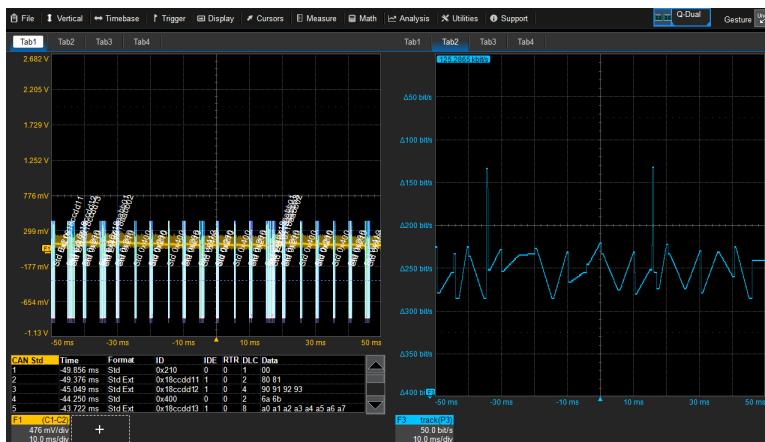 File Vertical Timebase Trigger Display Cursors Measure Math Analysis Utilities Support Q-Dual Gesture
Tab1 Tab2 Tab3 Tab4
2.682 V
2.205 V
1.729 V
1.252 V
776 mV
299 mV
-177 mV
-654 mV
-1.13 V
-50 ms -30 ms -10 ms 10 ms 30 ms 50 ms
CAN Std Time Format ID IDE RTR DLC Data
1 -49.856 ms Std 0x210 0 0 1 00
2 -49.376 ms Std Ext 0x18ccdd11 1 0 2 80 81
3 -45.049 ms Std Ext 0x18ccdd12 1 0 4 90 91 92 93
4 -44.250 ms Std 0x400 0 0 2 6a 6b
5 -43.722 ms Std Ext 0x18ccdd13 1 0 8 a0 a1 a2 a3 a4 a5 a6 a7
F1 (C1-C2)
476 mV/div
10.0 ms/div
+
Tab1 Tab2 Tab3 Tab4
125.2865 kbit/s
Δ50 bit/s
Δ100 bit/s
Δ150 bit/s
Δ200 bit/s
Δ250 bit/s
Δ300 bit/s
Δ350 bit/s
Δ400 bit/s
-50 ms -30 ms -10 ms 10 ms 30 ms 50 ms
F3 track(P3)
50.0 bit/s
10.0 ms/div